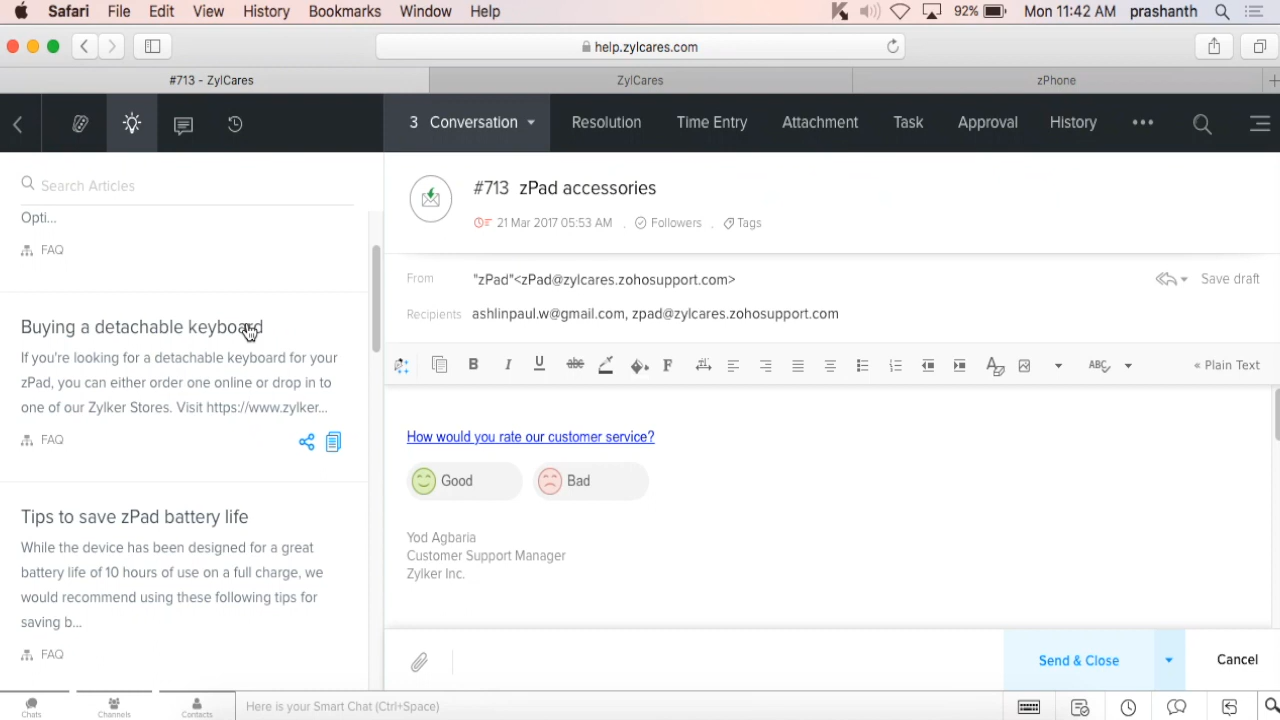 Safari File Edit View History Bookmarks Window Help 92% Mon 11:42 AM prashanth
help.zylcares.com
#713 - ZylCares ZylCares zPhone
3 Conversation Resolution Time Entry Attachment Task Approval History
Search Articles
Opti...
FAQ
Buying a detachable keyboard
If you're looking for a detachable keyboard for your
zPad, you can either order one online or drop in to
one of our Zylker Stores. Visit https://www.zylker...
FAQ
Tips to save zPad battery life
While the device has been designed for a great
battery life of 10 hours of use on a full charge, we
would recommend using these following tips for
saving b...
FAQ
#713 zPad accessories
21 Mar 2017 05:53 AM . Followers . Tags
From "zPad"<zPad@zylcares.zohosupport.com> Save draft
Recipients ashlinpaul.w@gmail.com, zpad@zylcares.zohosupport.com
B I U abc F ABC « Plain Text
How would you rate our customer service?
Good Bad
Yod Agbaria
Customer Support Manager
Zylker Inc.
Send & Close Cancel
Chats Channels Contacts Here is your Smart Chat (Ctrl+Space)